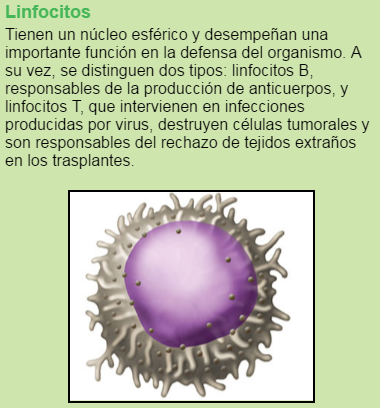 Linfocitos
Tienen un núcleo esférico y desempeñan una
importante función en la defensa del organismo. A
su vez, se distinguen dos tipos: linfocitos B,
responsables de la producción de anticuerpos, y
linfocitos T, que intervienen en infecciones
producidas por virus, destruyen células tumorales y
son responsables del rechazo de tejidos extraños
en los trasplantes.